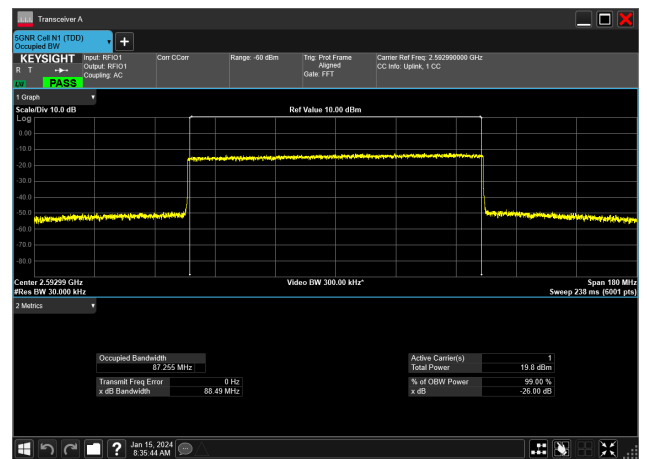 Transceiver A
5GNR Cell N1 (TDD)
Occupied BW
+
KEYSIGHT
R T
LW
PASS
Input: RFIO1
Output: RFIO1
Coupling: AC
Corr CCorr
Range: -60 dBm
Trig: Prot Frame
Aligned
Gate: FFT
Carrier Ref Freq: 2.592990000 GHz
CC Info: Uplink, 1 CC
1 Graph
Scale/Div 10.0 dB
Ref Value 10.00 dBm
Log
0.00
-10.0
-20.0
-30.0
-40.0
-50.0
-60.0
-70.0
-80.0
Center 2.59299 GHz
Video BW 300.00 kHz*
Span 180 MHz
#Res BW 30.000 kHz
Sweep 238 ms (6001 pts)
2 Metrics
Occupied Bandwidth
87.255 MHz
Transmit Freq Error 0 Hz
x dB Bandwidth 88.49 MHz
Active Carrier(s) 1
Total Power 19.8 dBm
% of OBW Power 99.00 %
x dB -26.00 dB
?
Jan 15, 2024
8:35:44 AM